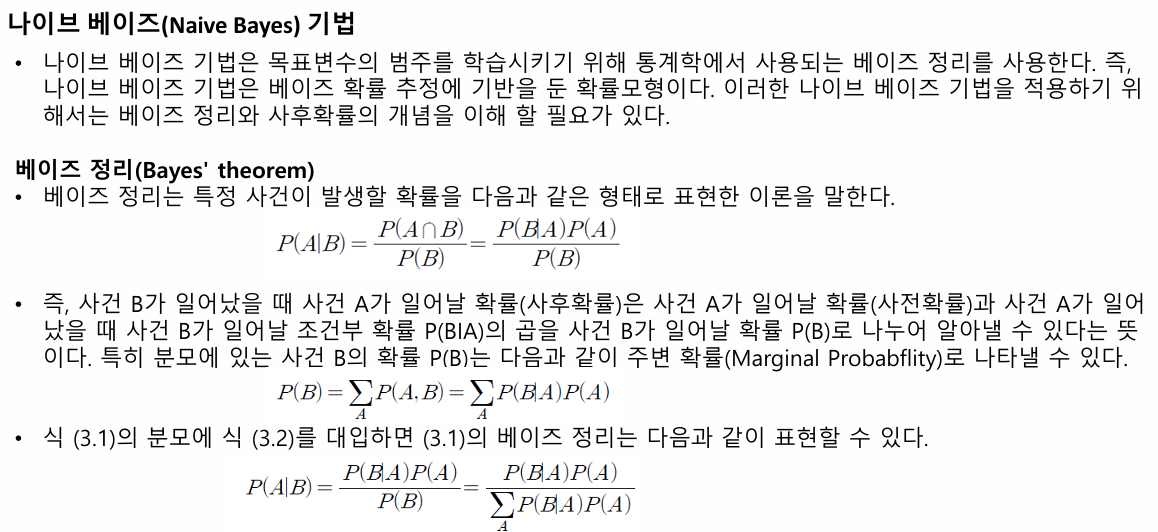 나이브 베이즈(Naive Bayes) 기법
• 나이브 베이즈 기법은 목표변수의 범주를 학습시키기 위해 통계학에서 사용되는 베이즈 정리를 사용한다. 즉,
나이브 베이즈 기법은 베이즈 확률 추정에 기반을 둔 확률모형이다. 이러한 나이브 베이즈 기법을 적용하기 위
해서는 베이즈 정리와 사후확률의 개념을 이해 할 필요가 있다.
베이즈 정리(Bayes' theorem)
• 베이즈 정리는 특정 사건이 발생할 확률을 다음과 같은 형태로 표현한 이론을 말한다.
P(A|B) = P(A∩B) / P(B) = P(B|A)P(A) / P(B)
• 즉, 사건 B가 일어났을 때 사건 A가 일어날 확률(사후확률)은 사건 A가 일어날 확률(사전확률)과 사건 A가 일어
났을 때 사건 B가 일어날 조건부 확률 P(BIA)의 곱을 사건 B가 일어날 확률 P(B)로 나누어 알아낼 수 있다는 뜻
이다. 특히 분모에 있는 사건 B의 확률 P(B)는 다음과 같이 주변 확률(Marginal Probabflity)로 나타낼 수 있다.
P(B) = ∑_A P(A, B) = ∑_A P(B|A)P(A)
• 식 (3.1)의 분모에 식 (3.2)를 대입하면 (3.1)의 베이즈 정리는 다음과 같이 표현할 수 있다.
P(A|B) = P(B|A)P(A) / P(B) = P(B|A)P(A) / ∑_A P(B|A)P(A)